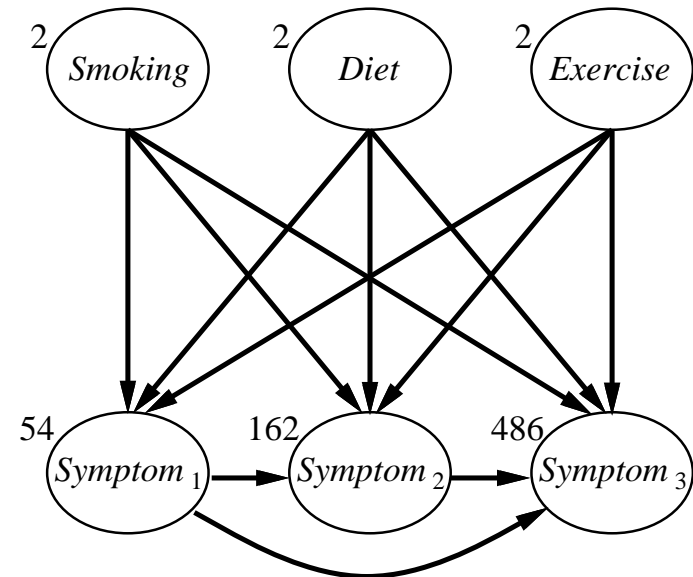 2 Smoking
2 Diet
2 Exercise
54 Symptom 1
162 Symptom 2
486 Symptom 3